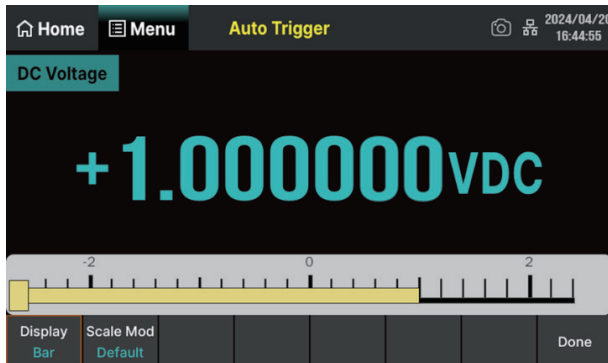 Home Menu Auto Trigger 2024/04/20
16:44:55
DC Voltage
+1.000000VDC
-2 0 2
Display Scale Mod
Bar Default Done